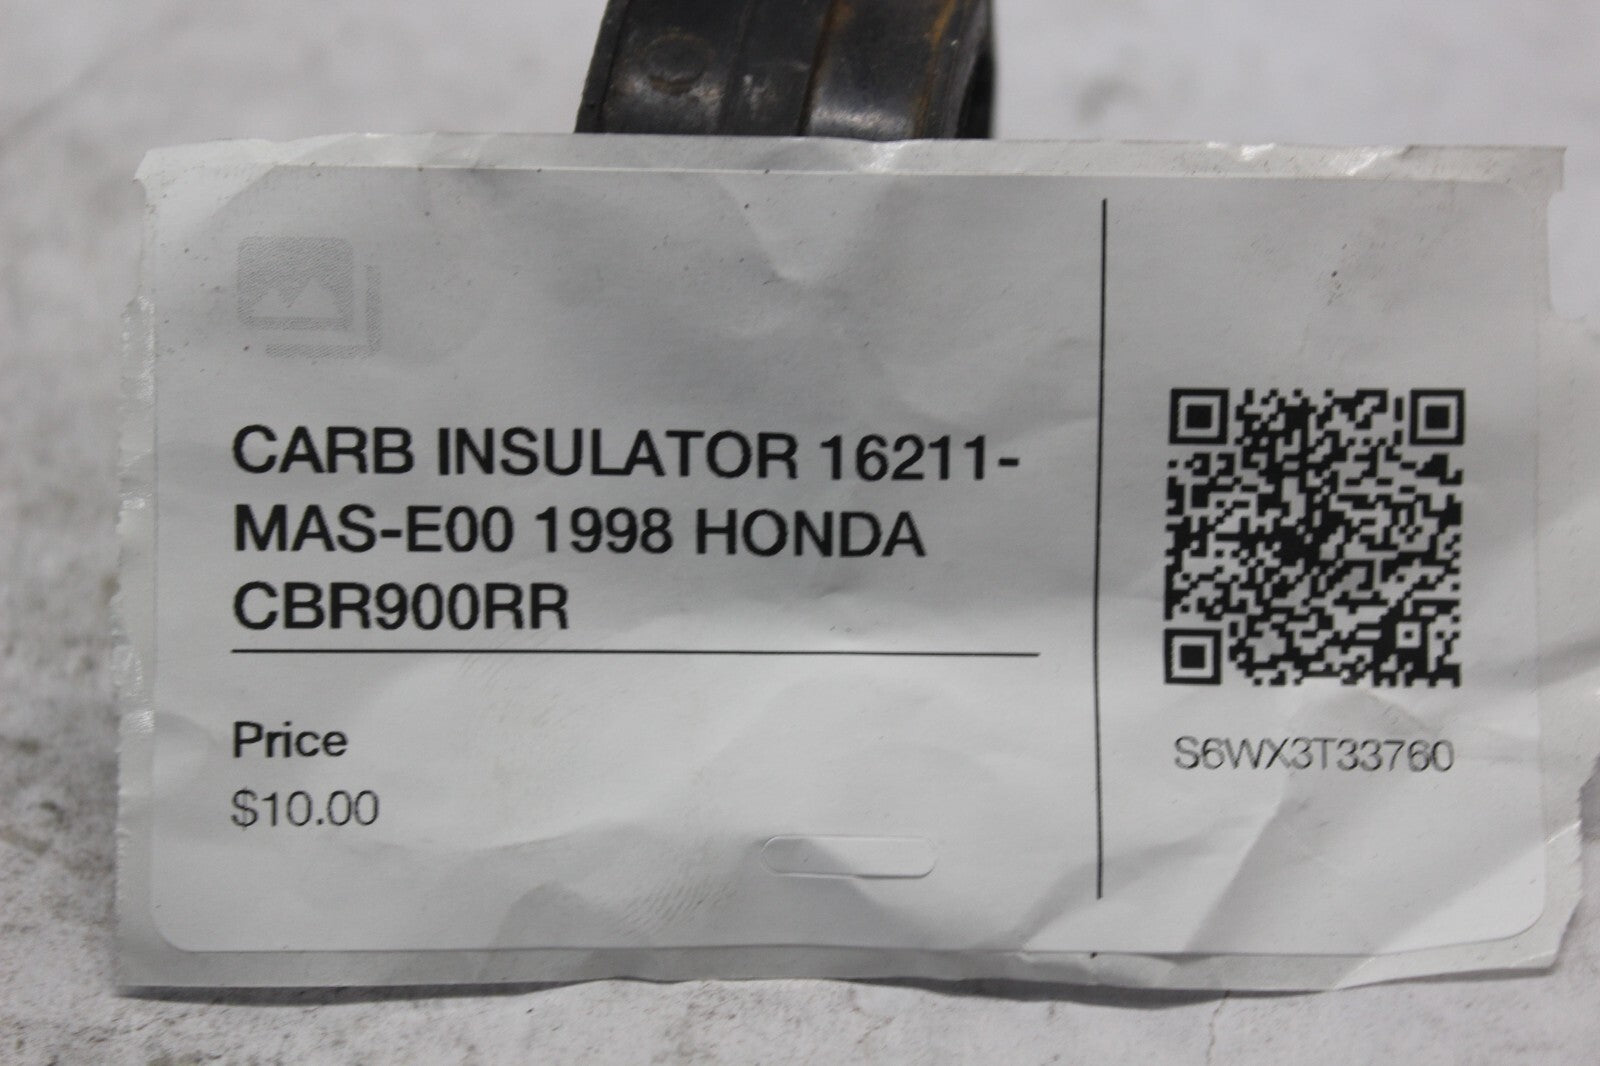 CARB INSULATOR 16211-
MAS-E00 1998 HONDA
CBR900RR
Price
$10.00
S6WX3T33760